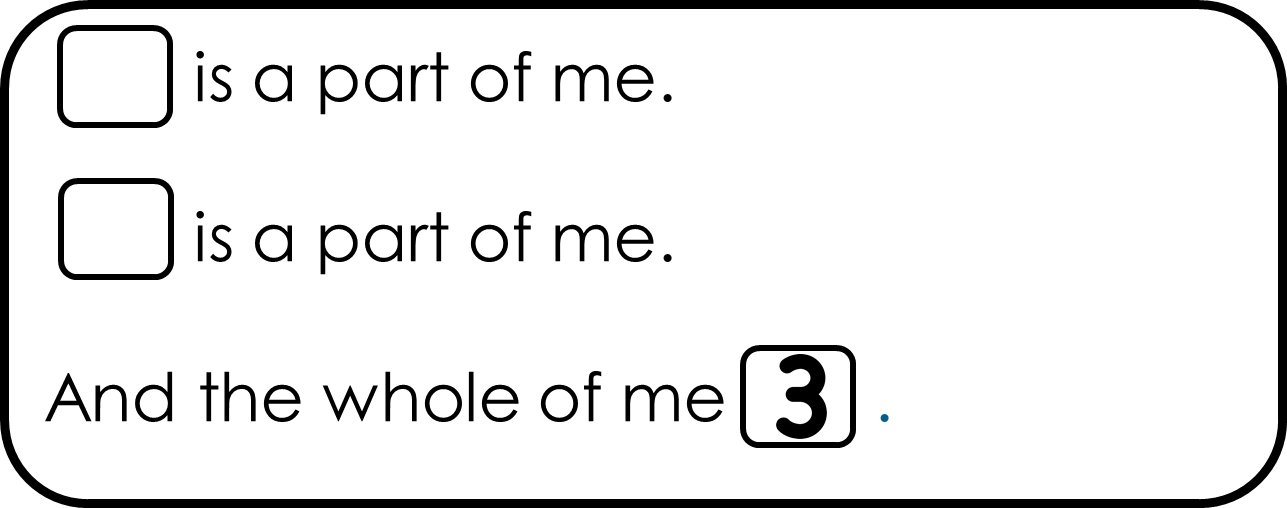 is a part of me.
is a part of me.
And the whole of me 3 .